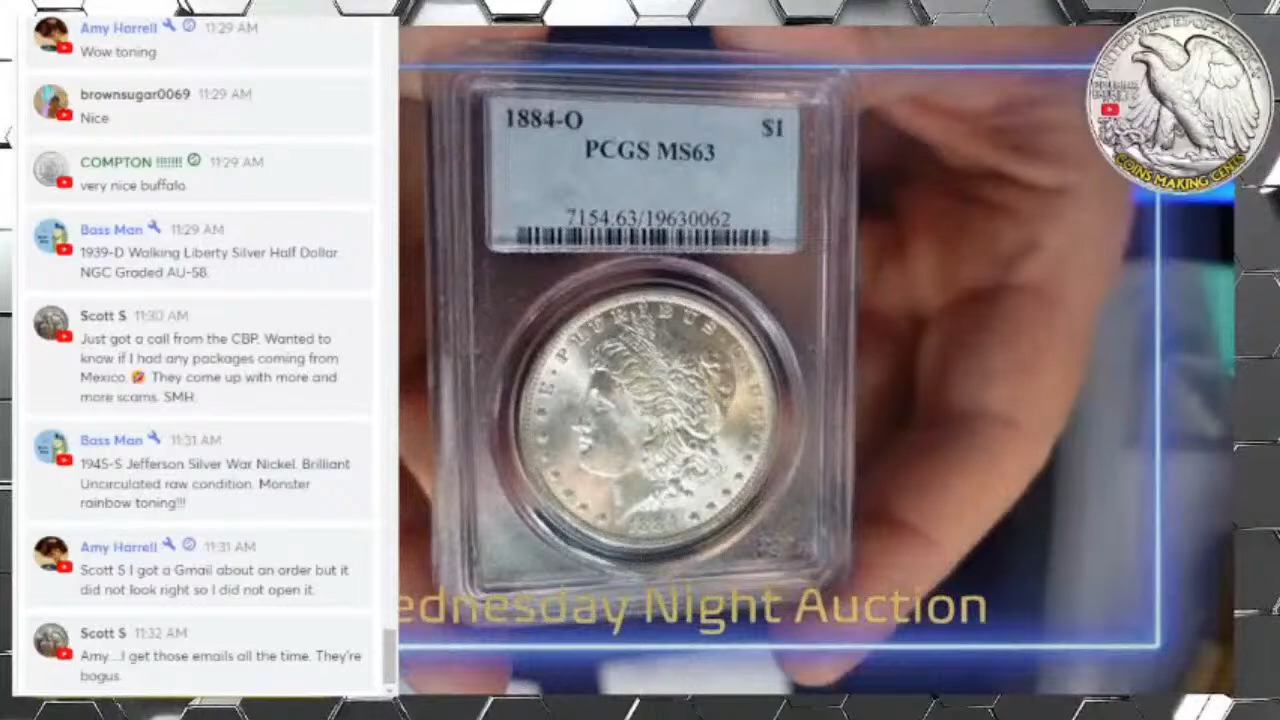 Amy Harrell 11:29 AM
Wow toning
brownsugar0069 11:29 AM
Nice
COMPTON !!!!!!! 11:29 AM
very nice buffalo
Bass Man 11:29 AM
1939-D Walking Liberty Silver Half Dollar
NGC Graded AU-58.
Scott S 11:30 AM
Just got a call from the CBP. Wanted to
know if I had any packages coming from
Mexico. 🤣 They come up with more and
more scams. SMH.
Bass Man 11:31 AM
1945-S Jefferson Silver War Nickel. Brilliant
Uncirculated raw condition. Monster
rainbow toning!!!
Amy Harrell 11:31 AM
Scott S I got a Gmail about an order but it
did not look right so I did not open it.
Scott S 11:32 AM
Amy....I get those emails all the time. They're
bogus.
1884-O $1
PCGS MS63
7154.63/19630062
E PLURIBUS UNUM
ednesday Night Auction
UNITED STATES OF AMERICA
COINS MAKING CENTS